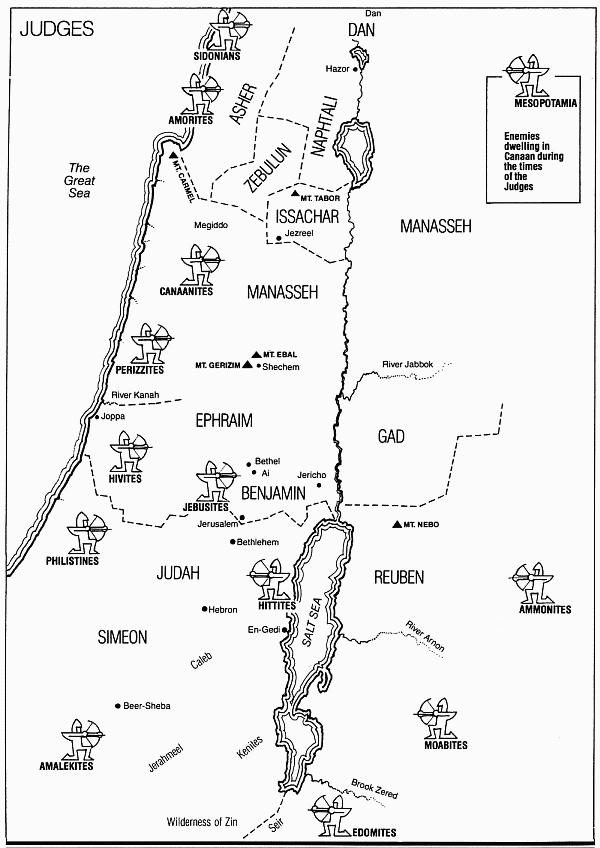 JUDGES
Dan
DAN
SIDONIANS
Hazor
MESOPOTAMIA
AMORITES
ASHER
NAPHTALI
Enemies
dwelling in
Canaan during
the times
of the
Judges
ZEBULUN
The
Great
Sea
MT. CARMEL
MT. TABOR
ISSACHAR
Megiddo
Jezreel
MANASSEH
CANAANITES
MANASSEH
MT. EBAL
MT. GERIZIM
Shechem
PERIZZITES
River Jabbok
River Kanah
Joppa
EPHRAIM
GAD
Bethel
Ai
HIVITES
Jericho
JEBUSITES
BENJAMIN
Jerusalem
MT. NEBO
Bethlehem
PHILISTINES
JUDAH
REUBEN
HITTITES
AMMONITES
Hebron
SALT SEA
En-Gedi
SIMEON
River Arnon
Caleb
Beer-Sheba
MOABITES
AMALEKITES
Jerahmeel
Kenites
Brook Zered
Wilderness of Zin
Seir
EDOMITES